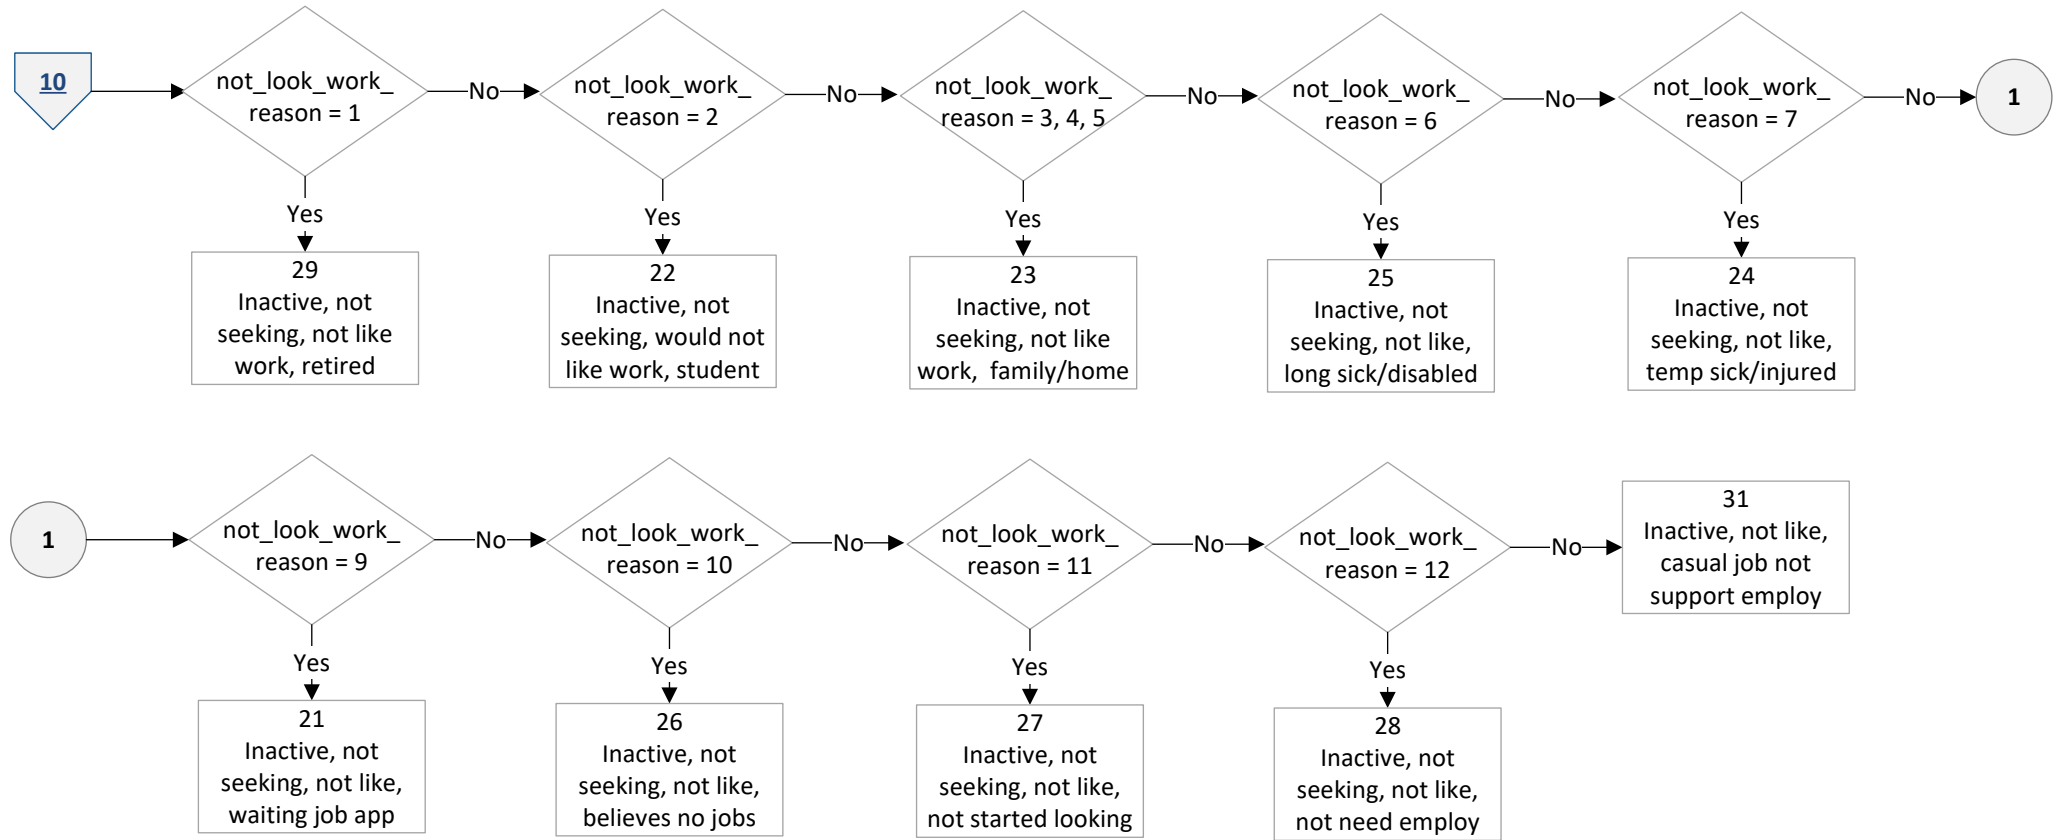 10
not_look_work_
reason = 1
No
not_look_work_
reason = 2
No
not_look_work_
reason = 3, 4, 5
No
not_look_work_
reason = 6
No
not_look_work_
reason = 7
No
1
Yes
Yes
Yes
Yes
Yes
29
Inactive, not
seeking, not like
work, retired
22
Inactive, not
seeking, would not
like work, student
23
Inactive, not
seeking, not like
work, family/home
25
Inactive, not
seeking, not like,
long sick/disabled
24
Inactive, not
seeking, not like,
temp sick/injured
1
not_look_work_
reason = 9
No
not_look_work_
reason = 10
No
not_look_work_
reason = 11
No
not_look_work_
reason = 12
No
31
Inactive, not like,
casual job not
support employ
Yes
Yes
Yes
Yes
21
Inactive, not
seeking, not like,
waiting job app
26
Inactive, not
seeking, not like,
believes no jobs
27
Inactive, not
seeking, not like,
not started looking
28
Inactive, not
seeking, not like,
not need employ